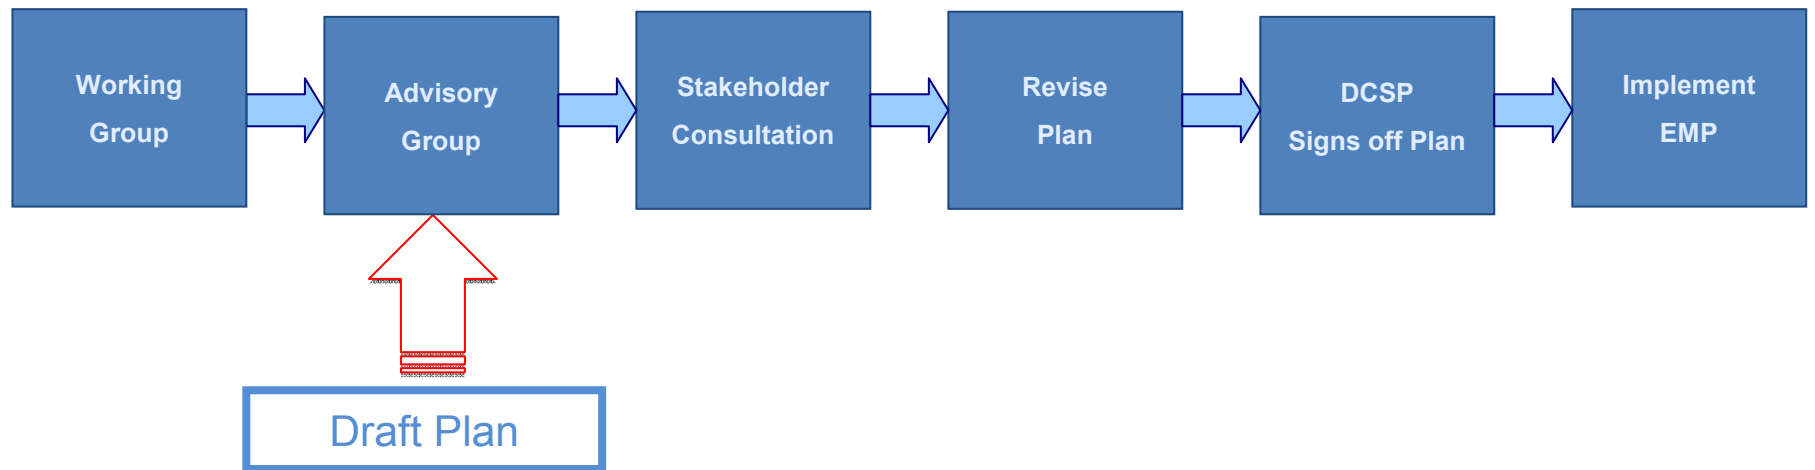 Working
Group
Advisory
Group
Stakeholder
Consultation
Revise
Plan
DCSP
Signs off Plan
Implement
EMP
Draft Plan